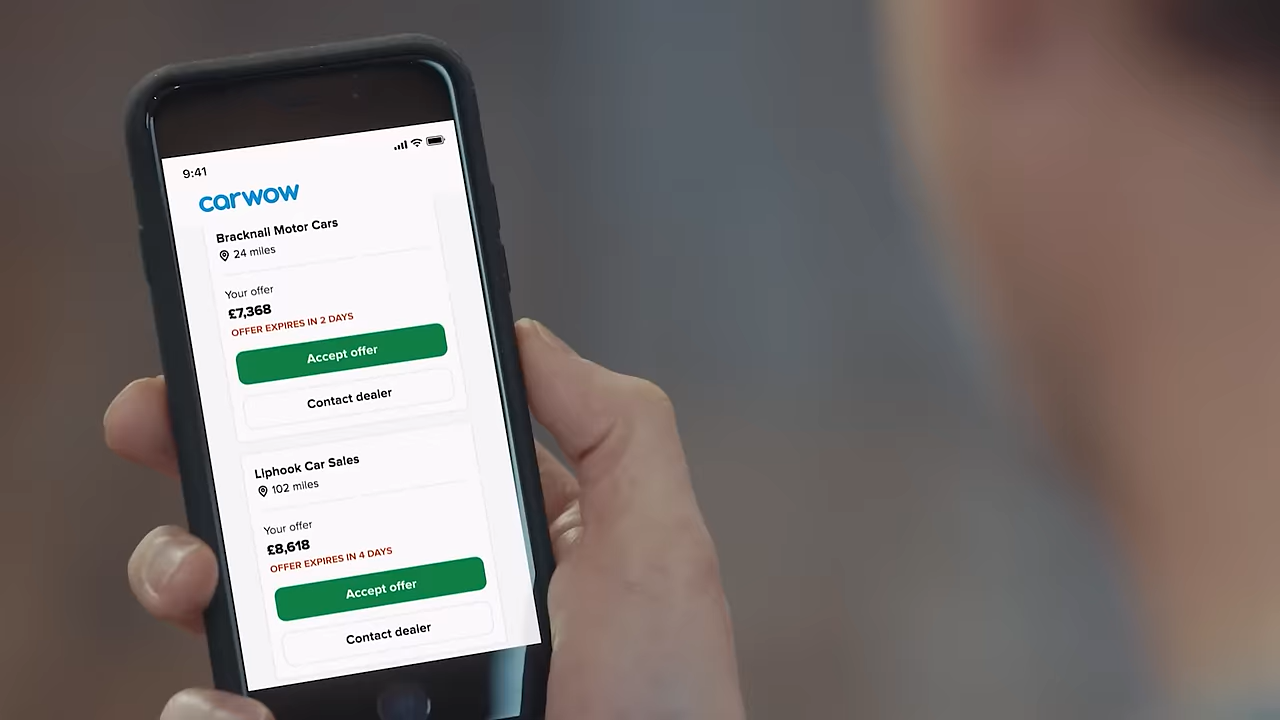 9:41
carwow
Bracknall Motor Cars
24 miles
Your offer
£7,368
OFFER EXPIRES IN 2 DAYS
Accept offer
Contact dealer
Liphook Car Sales
102 miles
Your offer
£8,618
OFFER EXPIRES IN 4 DAYS
Accept offer
Contact dealer